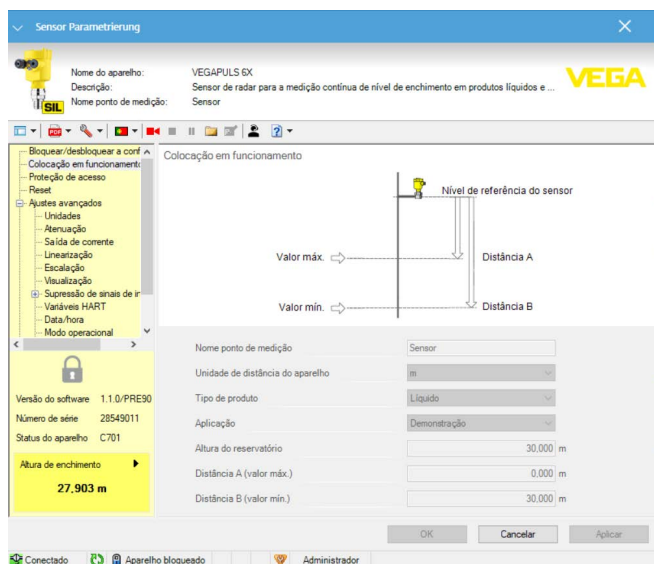 Sensor Parametrierung
Nome do aparelho: VEGAPULS 6X
Descrição: Sensor de radar para a medição contínua de nível de enchimento em produtos líquidos e ...
Nome ponto de medição: Sensor
SIL
VEGA
PDF
Bloquear/desbloquear a conf
Colocação em funcionament
Proteção de acesso
Reset
Ajustes avançados
Unidades
Atenuação
Saída de corrente
Linearização
Escalação
Visualização
Supressão de sinais de in
Variáveis HART
Data/hora
Modo operacional
Versão do software 1.1.0/PRE90
Número de série 28549011
Status do aparelho C701
Altura de enchimento
27,903 m
Colocação em funcionamento
Nível de referência do sensor
Valor máx.
Distância A
Valor mín.
Distância B
Nome ponto de medição Sensor
Unidade de distância do aparelho m
Tipo de produto Líquido
Aplicação Demonstração
Altura do reservatório 30,000 m
Distância A (valor máx.) 0,000 m
Distância B (valor mín.) 30,000 m
OK Cancelar Aplicar
Conectado Aparelho bloqueado Administrador